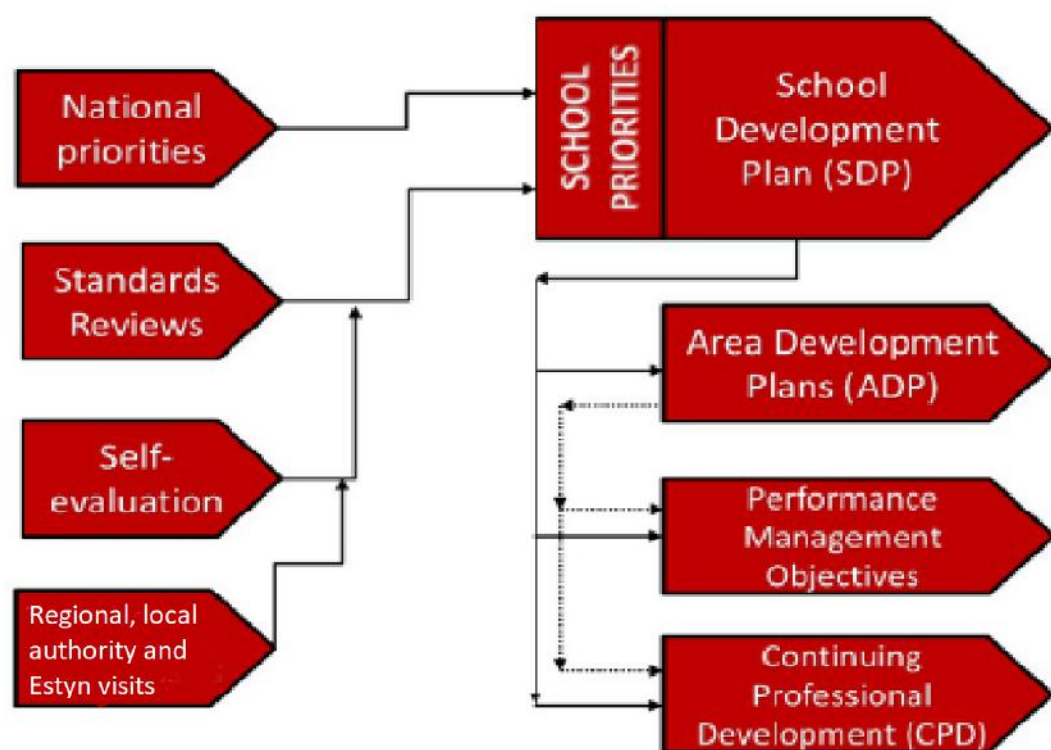 National
priorities
Standards
Reviews
Self-
evaluation
Regional, local
authority and
Estyn visits
SCHOOL
PRIORITIES
School
Development
Plan (SDP)
Area Development
Plans (ADP)
Performance
Management
Objectives
Continuing
Professional
Development (CPD)